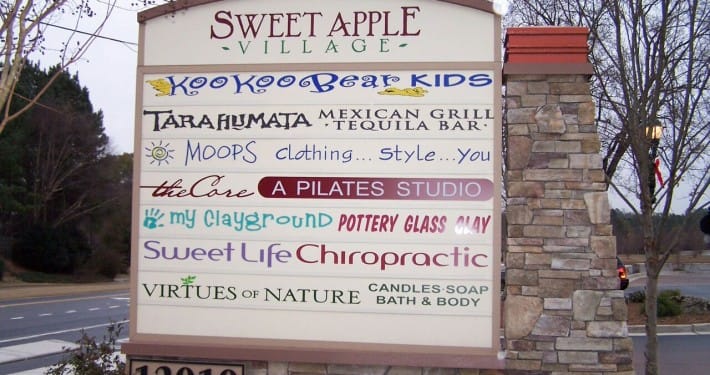 SWEET APPLE
VILLAGE
KOOKOOBEAR KIDS
TARAHUMATA MEXICAN GRILL
·TEQUILA BAR·
MOOPS clothing...style...you
theCore A PILATES STUDIO
my clayground POTTERY GLASS CLAY
Sweet Life Chiropractic
VIRTUES OF NATURE CANDLES·SOAP
BATH & BODY
12010